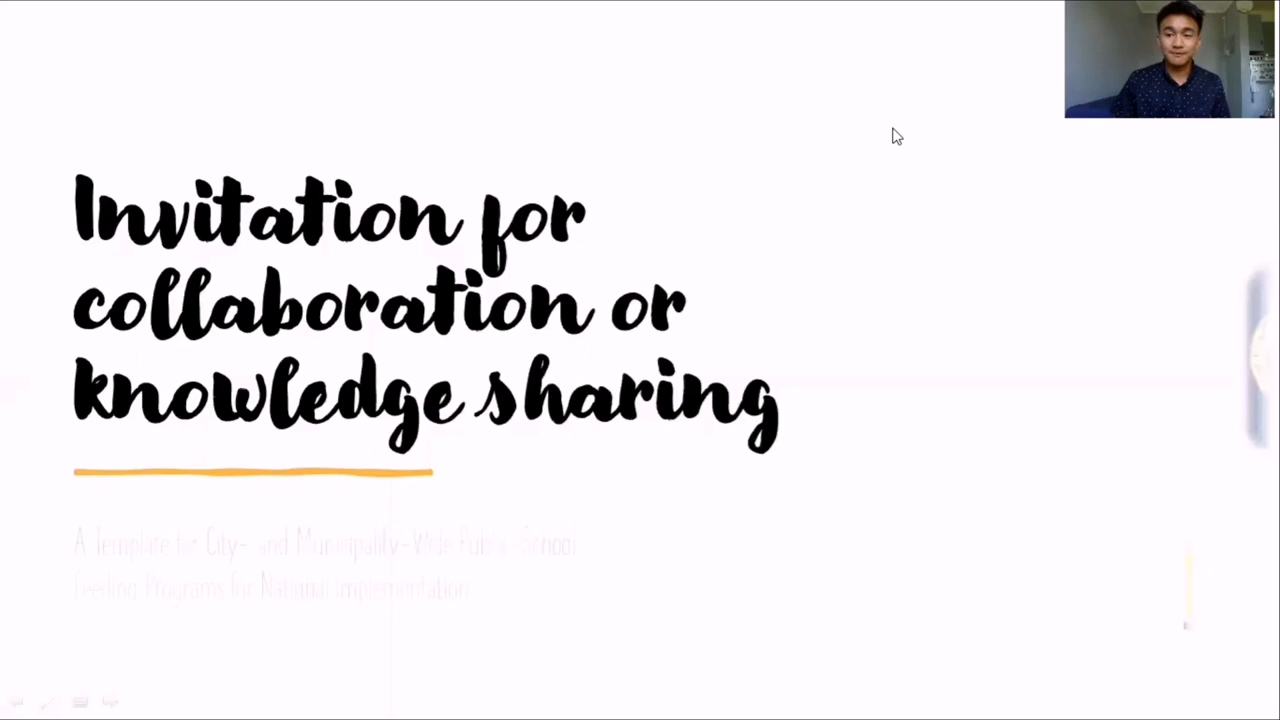 Invitation for
collaboration or
knowledge sharing
A Template for City- and Municipality-Wide Public School
Feeding Programs for National Implementation